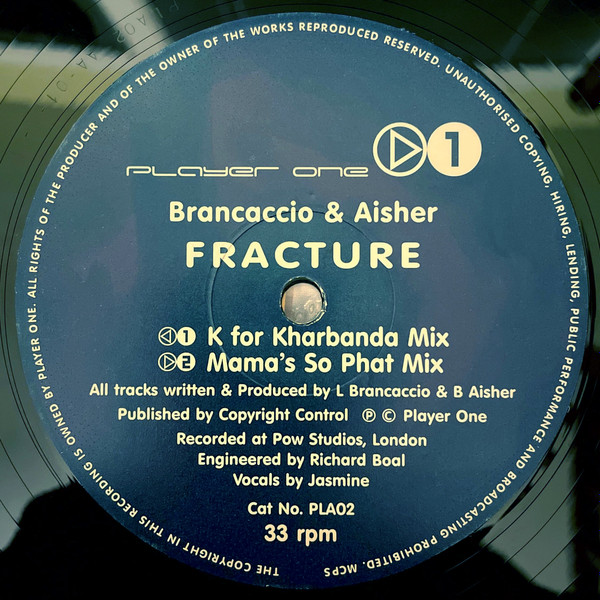 PLAYER ONE 1
Brancaccio & Aisher
FRACTURE
1 K for Kharbanda Mix
2 Mama's So Phat Mix
All tracks written & Produced by L Brancaccio & B Aisher
Published by Copyright Control Ⓟ © Player One
Recorded at Pow Studios, London
Engineered by Richard Boal
Vocals by Jasmine
Cat No. PLA02
33 rpm
THE COPYRIGHT IN THIS RECORDING IS OWNED BY PLAYER ONE. ALL RIGHTS OF THE PRODUCER AND OF THE OWNER OF THE WORKS REPRODUCED RESERVED. UNAUTHORISED COPYING, HIRING, LENDING, PUBLIC PERFORMANCE AND BROADCASTING PROHIBITED. MCPS